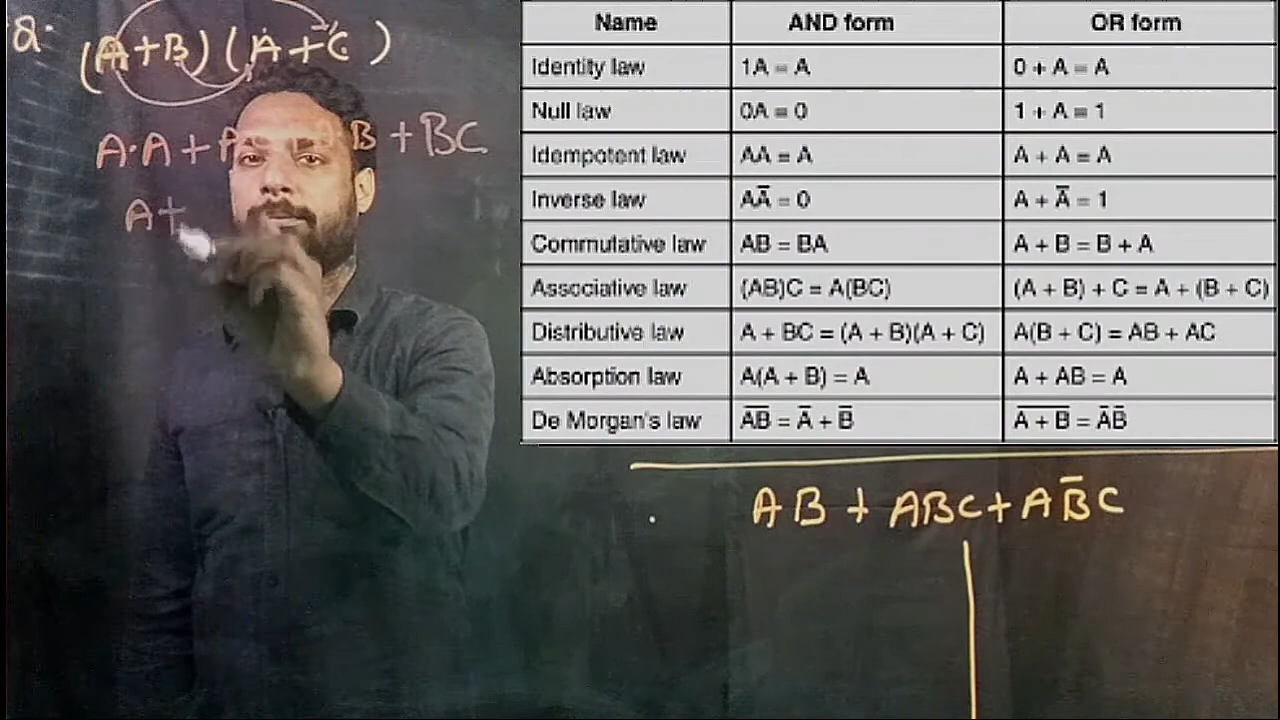 Q.
(A+B)(A+C)
A·A + A B + BC
A+
Name AND form OR form
Identity law 1A = A 0 + A = A
Null law 0A = 0 1 + A = 1
Idempotent law AA = A A + A = A
Inverse law AA̅ = 0 A + A̅ = 1
Commutative law AB = BA A + B = B + A
Associative law (AB)C = A(BC) (A + B) + C = A + (B + C)
Distributive law A + BC = (A + B)(A + C) A(B + C) = AB + AC
Absorption law A(A + B) = A A + AB = A
De Morgan's law A̅B̅ = A̅ + B̅ A̅ ̅+̅ ̅B̅ = A̅B̅
AB + ABC + AB̅C